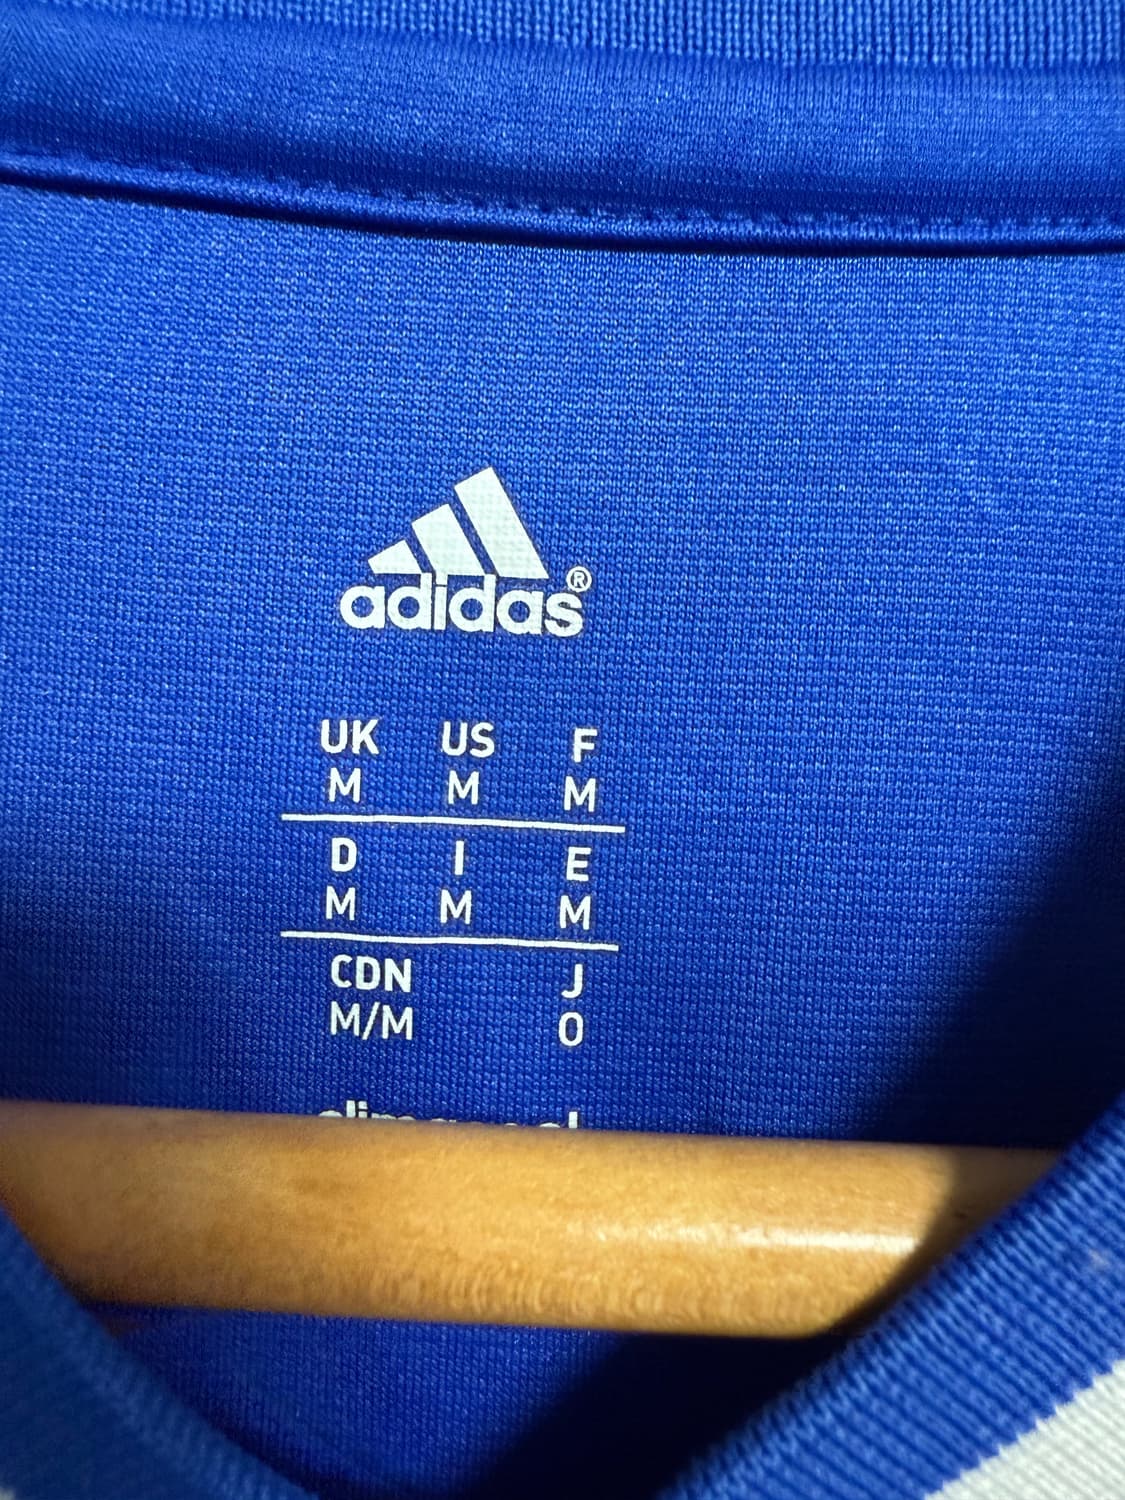 adidas®
UK US F
M M M
D I E
M M M
CDN J
M/M O